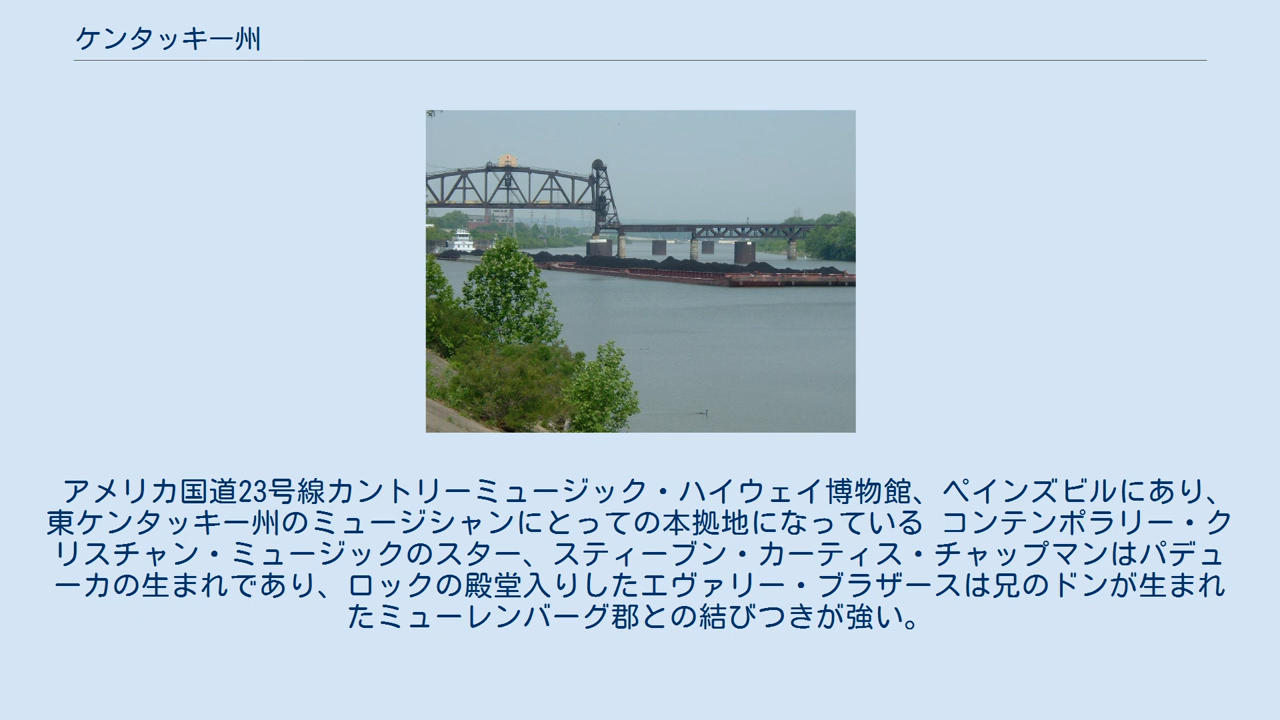 ケンタッキー州
アメリカ国道23号線カントリーミュージック・ハイウェイ博物館、ペインズビルにあり、
東ケンタッキー州のミュージシャンにとっての本拠地になっている コンテンポラリー・ク
リスチャン・ミュージックのスター、スティーブン・カーティス・チャップマンはパデュ
ーカの生まれであり、ロックの殿堂入りしたエヴァリー・ブラザースは兄のドンが生まれ
たミューレンバーグ郡との結びつきが強い。